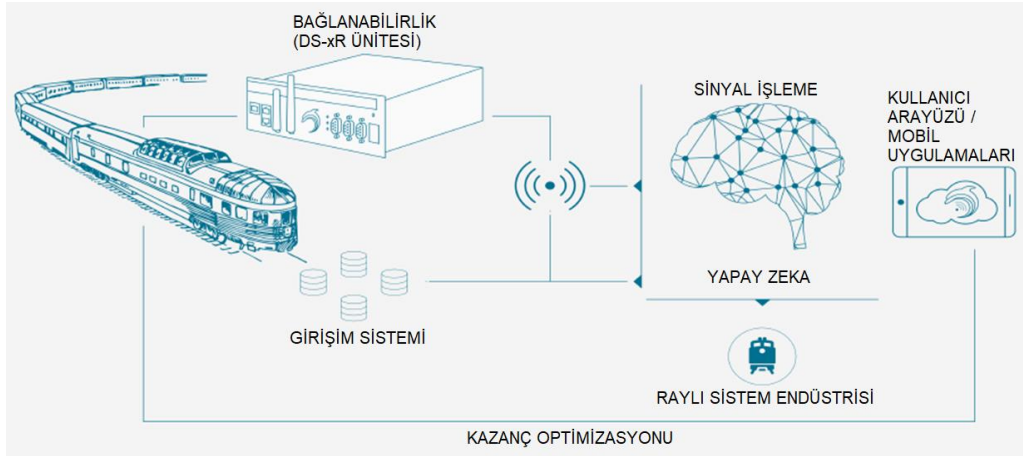 BAĞLANABİLİRLİK
(DS-xR ÜNİTESİ)
SİNYAL İŞLEME
KULLANICI
ARAYÜZÜ /
MOBİL
UYGULAMALARI
YAPAY ZEKA
GİRİŞİM SİSTEMİ
RAYLI SİSTEM ENDÜSTRİSİ
KAZANÇ OPTİMİZASYONU